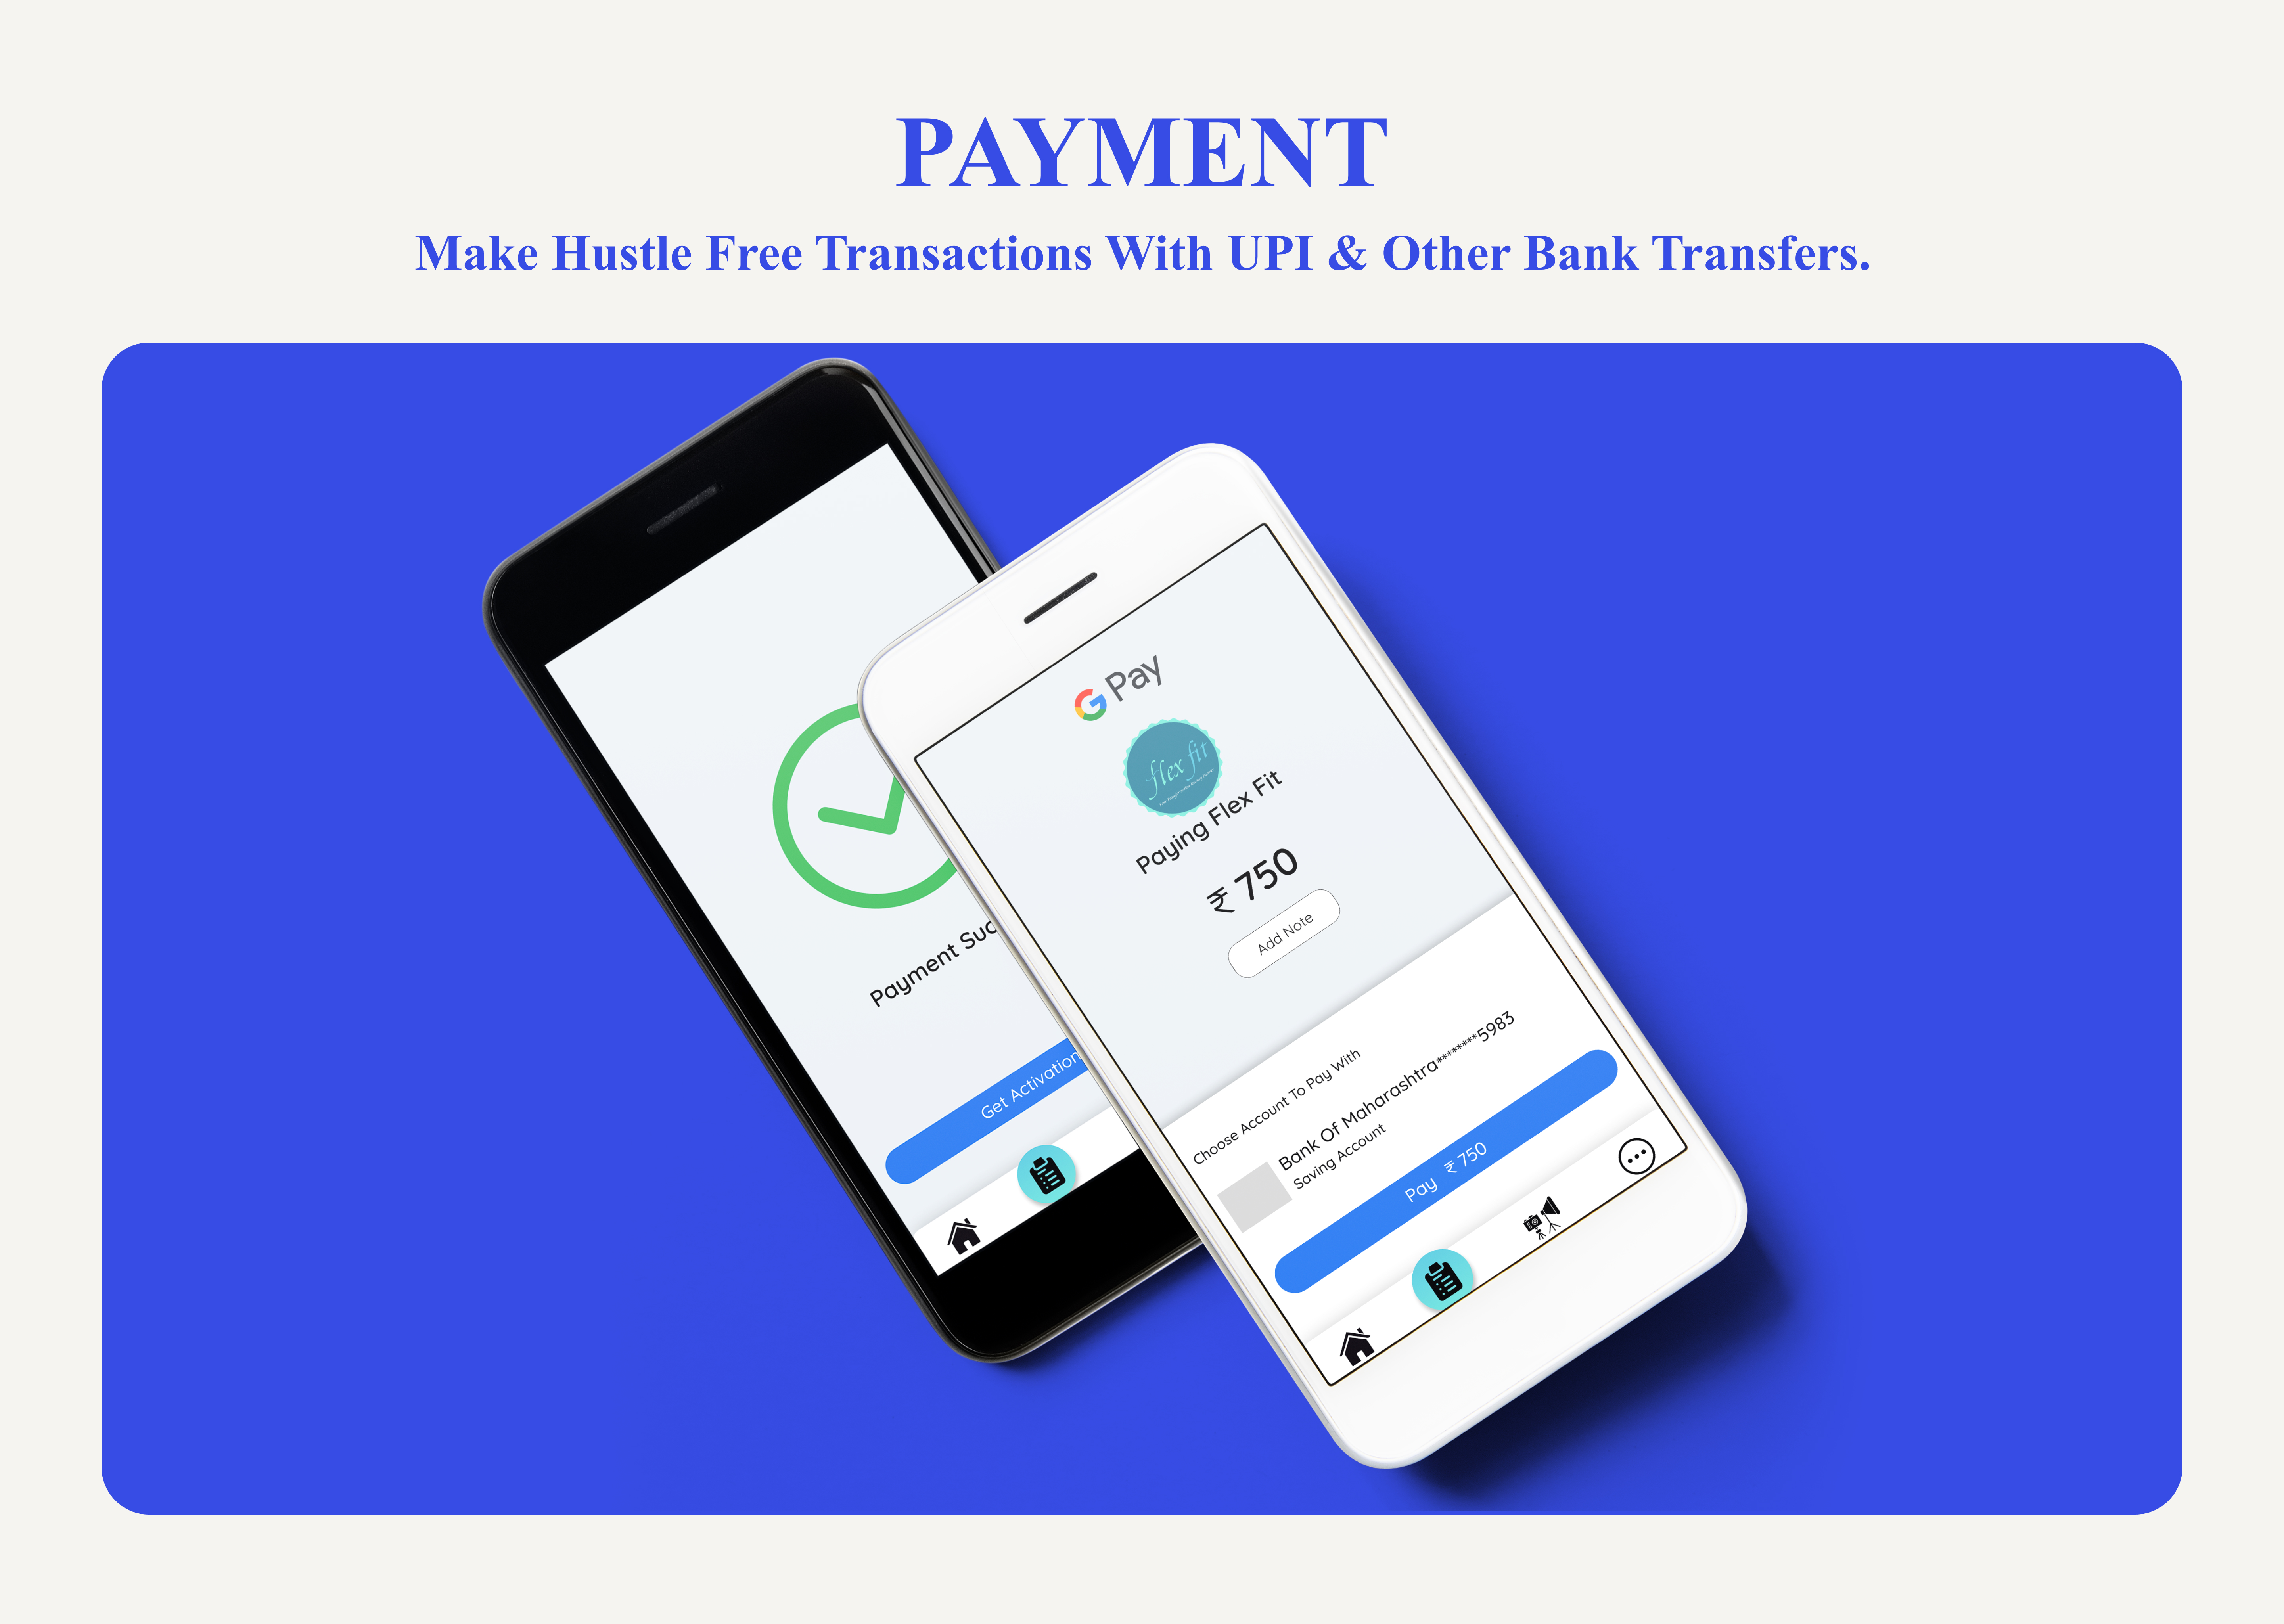 PAYMENT
Make Hustle Free Transactions With UPI & Other Bank Transfers.
Payment Suc
Get Activation
G Pay
flex fit
Paying Flex Fit
₹ 750
Add Note
Choose Account To Pay With
Bank Of Maharashtra********5983
Saving Account
Pay ₹ 750